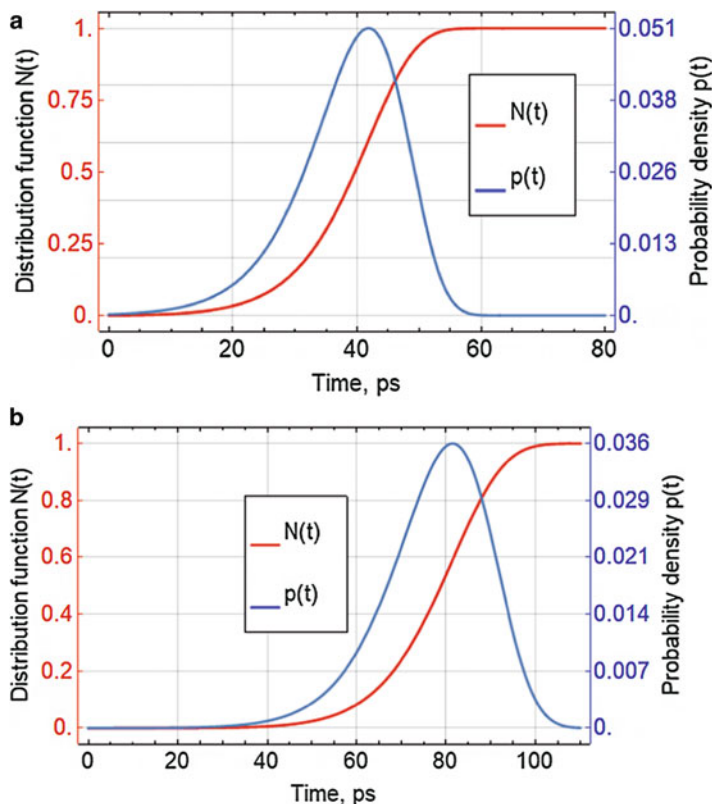 a
Distribution function N(t)
1.
0.75
0.5
0.25
0.
0.051
0.038
0.026
0.013
0.
Probability density p(t)
N(t)
p(t)
0 20 40 60 80
Time, ps
b
Distribution function N(t)
1.
0.8
0.6
0.4
0.2
0.
0.036
0.029
0.021
0.014
0.007
0.
Probability density p(t)
N(t)
p(t)
0 20 40 60 80 100
Time, ps